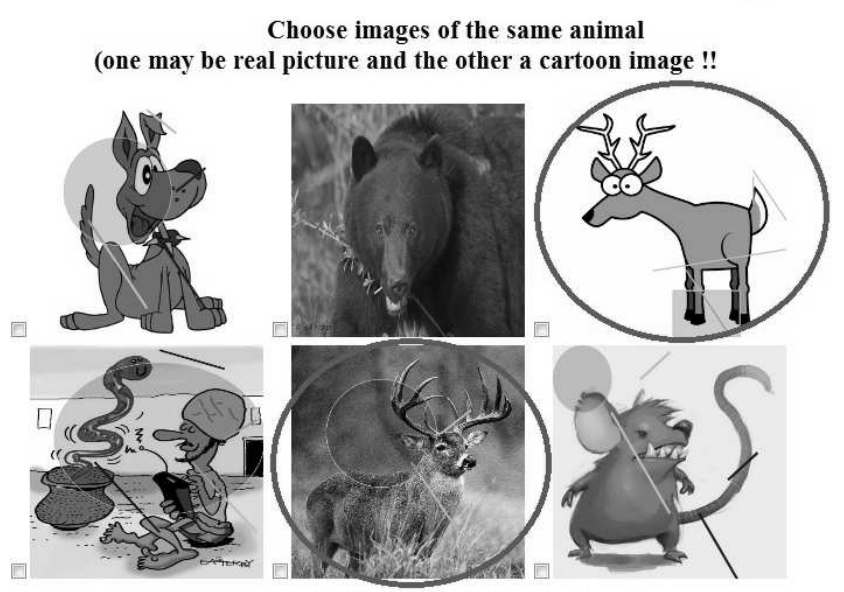 Choose images of the same animal
(one may be real picture and the other a cartoon image !!